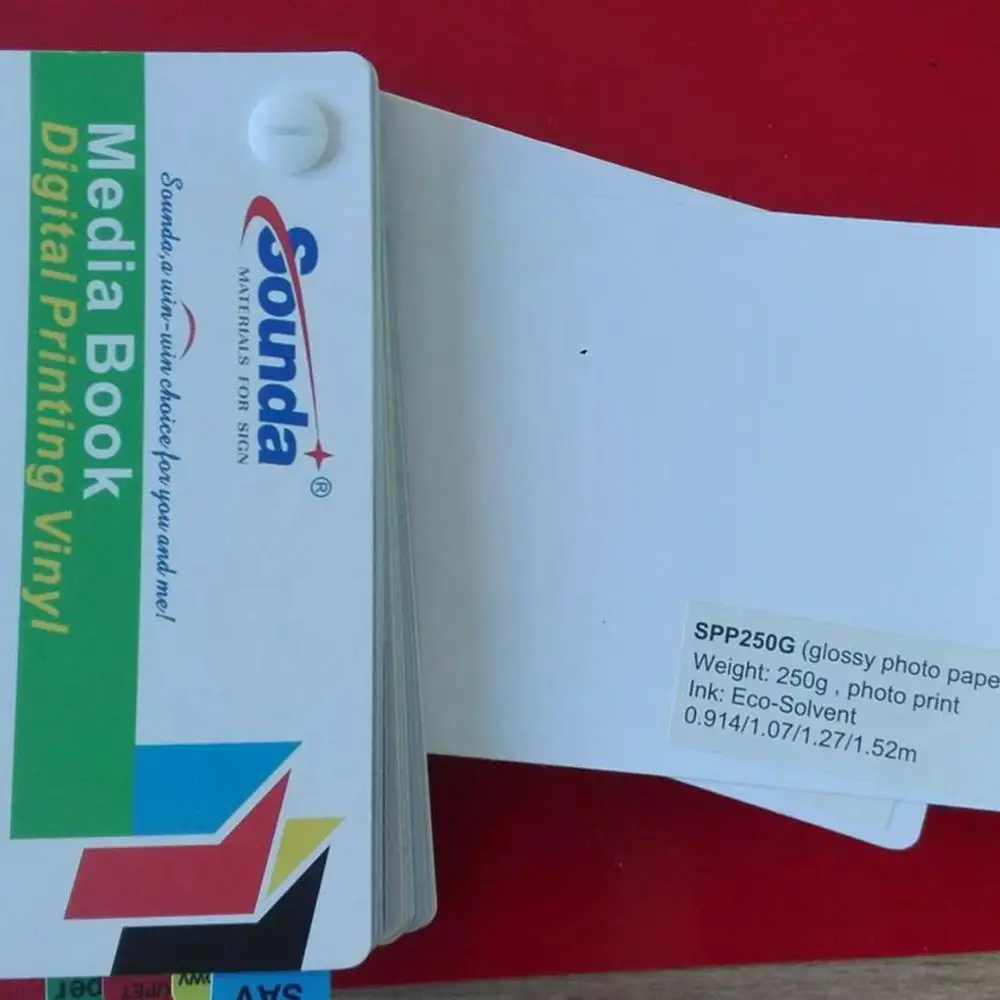 Sounda®
MATERIALS FOR SIGN
Sounda,a win-win choice for you and me!
Media Book
Digital Printing Vinyl
SPP250G (glossy photo pape
Weight: 250g , photo print
Ink: Eco-Solvent
0.914/1.07/1.27/1.52m
SAV